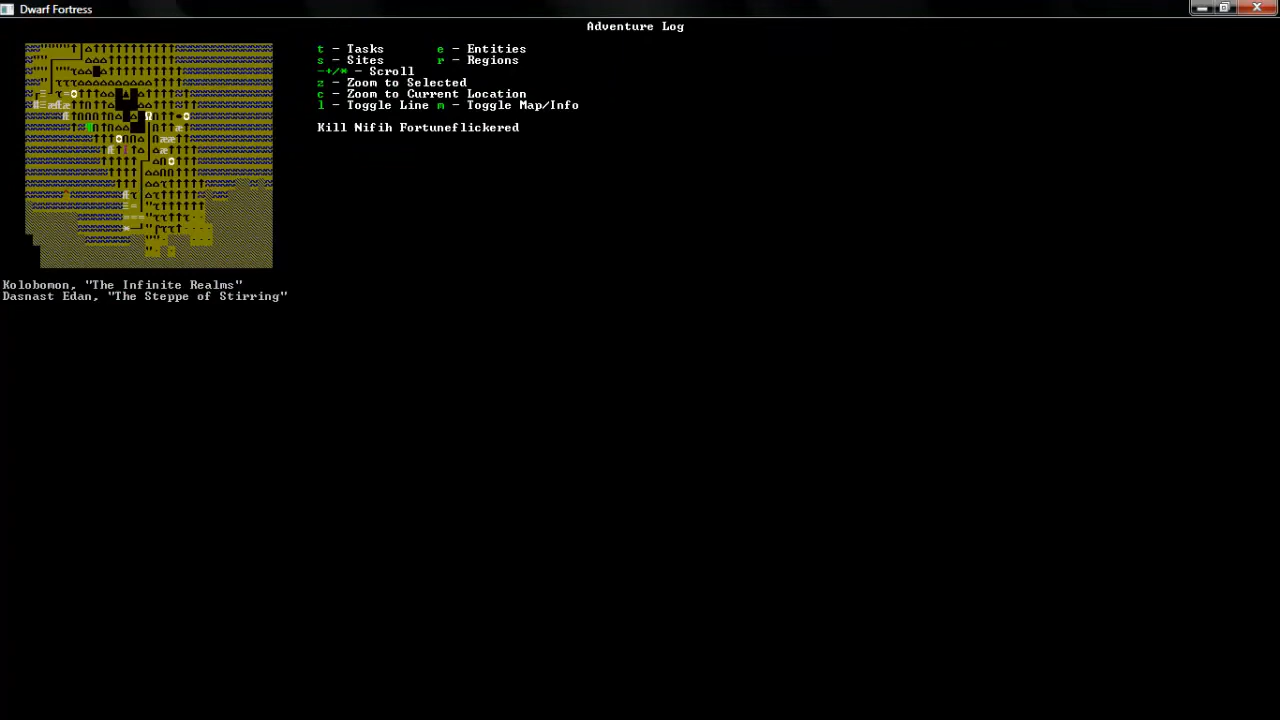 Dwarf Fortress
Adventure Log
t - Tasks e - Entities
s - Sites r - Regions
-+/* - Scroll
z - Zoom to Selected
c - Zoom to Current Location
l - Toggle Line m - Toggle Map/Info
Kill Nifih Fortuneflickered
Kolobomon, "The Infinite Realms"
Dasnast Edan, "The Steppe of Stirring"